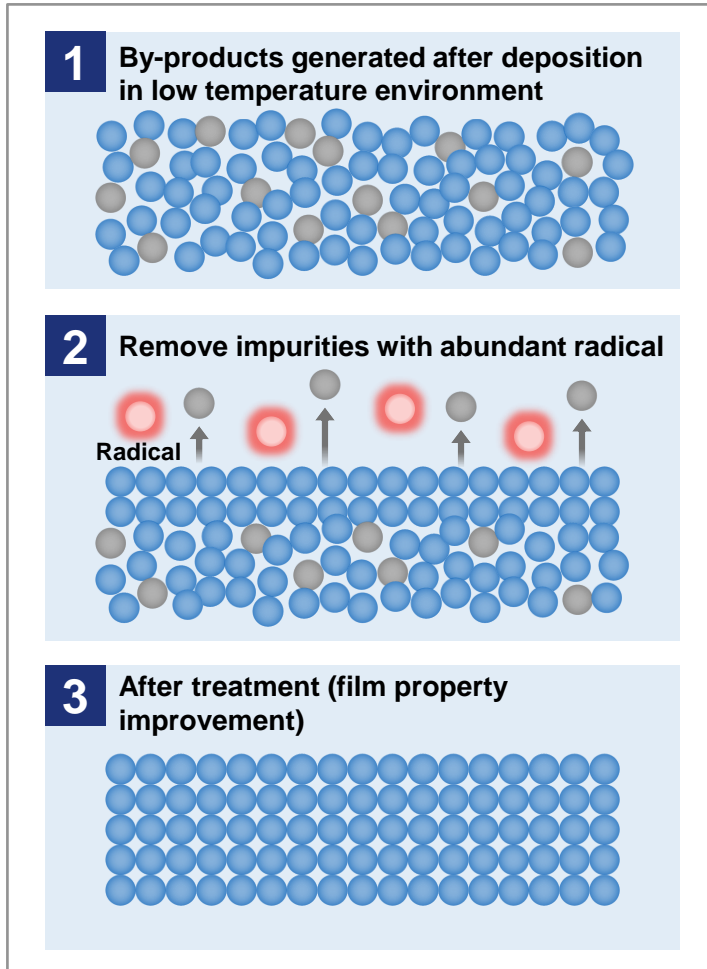 1
By-products generated after deposition
in low temperature environment
2
Remove impurities with abundant radical
Radical
3
After treatment (film property
improvement)